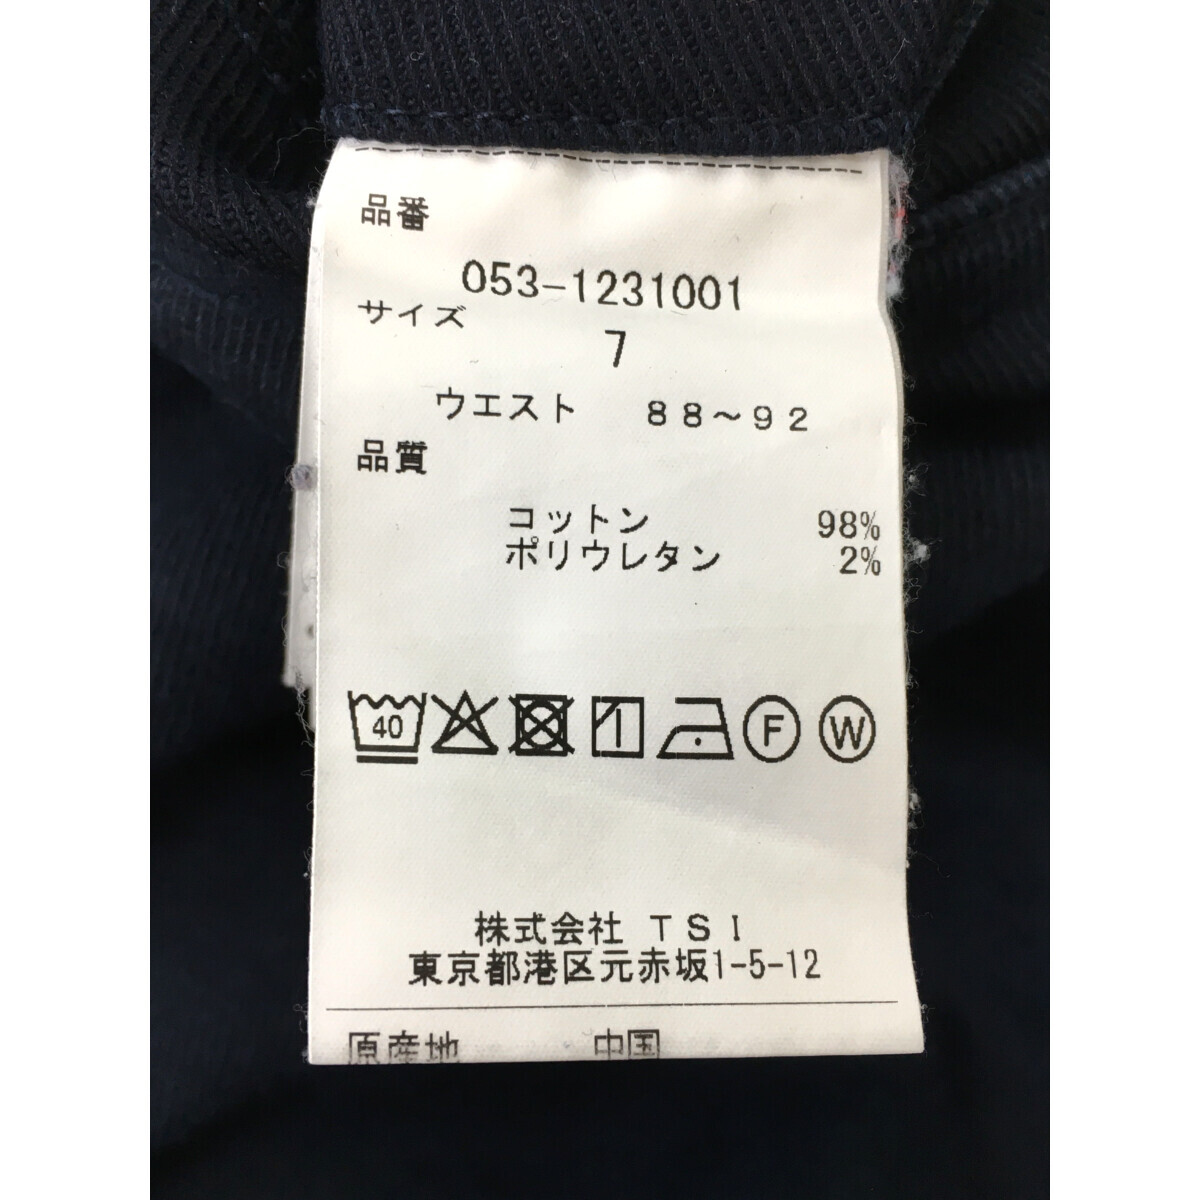 品番
053-1231001
サイズ
7
ウエスト 88～92
品質
コットン 98%
ポリウレタン 2%
40 F W
株式会社 TSI
東京都港区元赤坂1-5-12
原産地 中国